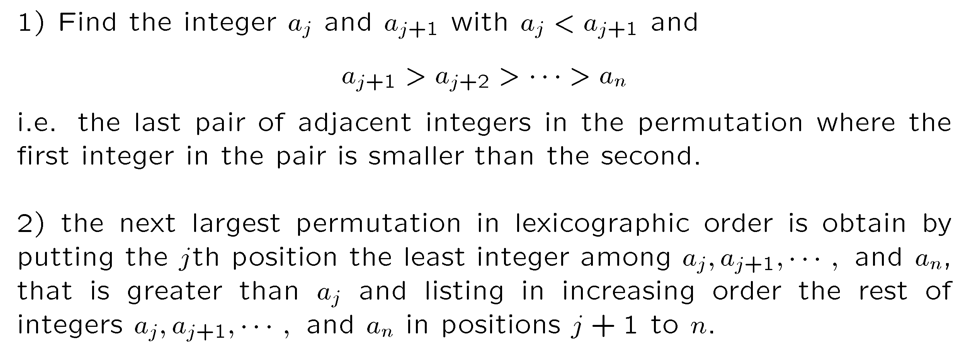 1) Find the integer a_j and a_{j+1} with a_j < a_{j+1} and
a_{j+1} > a_{j+2} > ⋯ > a_n
i.e. the last pair of adjacent integers in the permutation where the
first integer in the pair is smaller than the second.
2) the next largest permutation in lexicographic order is obtain by
putting the jth position the least integer among a_j, a_{j+1}, ⋯ , and a_n,
that is greater than a_j and listing in increasing order the rest of
integers a_j, a_{j+1}, ⋯ , and a_n in positions j + 1 to n.